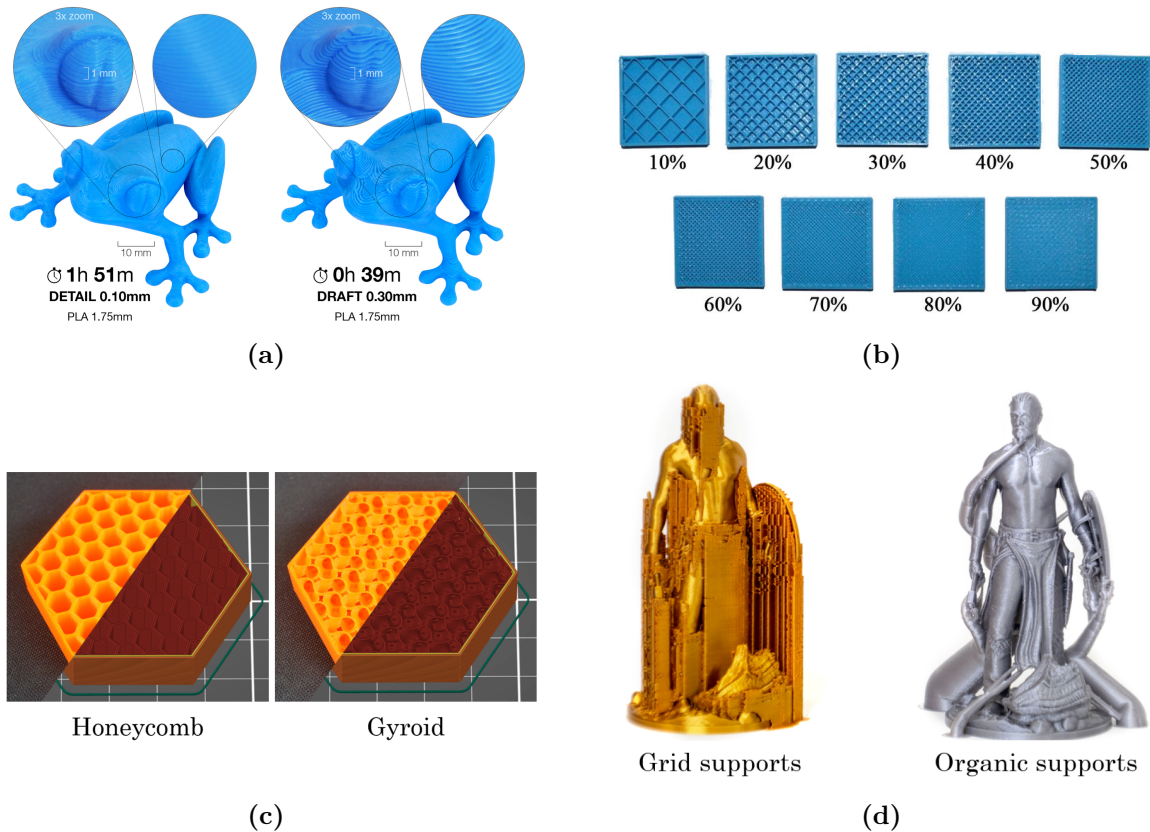 3x zoom
1 mm
10 mm
1h 51m
DETAIL 0.10mm
PLA 1.75mm
3x zoom
1 mm
10 mm
0h 39m
DRAFT 0.30mm
PLA 1.75mm
(a)
10% 20% 30% 40% 50%
60% 70% 80% 90%
(b)
Honeycomb Gyroid
(c)
Grid supports Organic supports
(d)